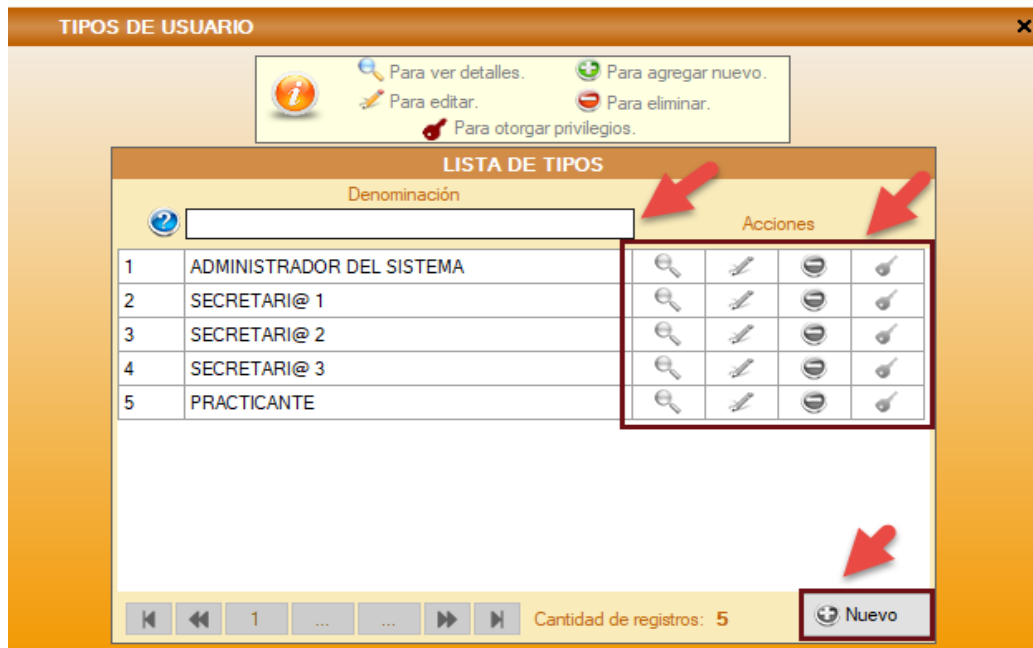 TIPOS DE USUARIO
Para ver detalles. Para agregar nuevo.
Para editar. Para eliminar.
Para otorgar privilegios.
LISTA DE TIPOS
Denominación
Acciones
1 ADMINISTRADOR DEL SISTEMA
2 SECRETARI@ 1
3 SECRETARI@ 2
4 SECRETARI@ 3
5 PRACTICANTE
1 ... ... Cantidad de registros: 5 Nuevo